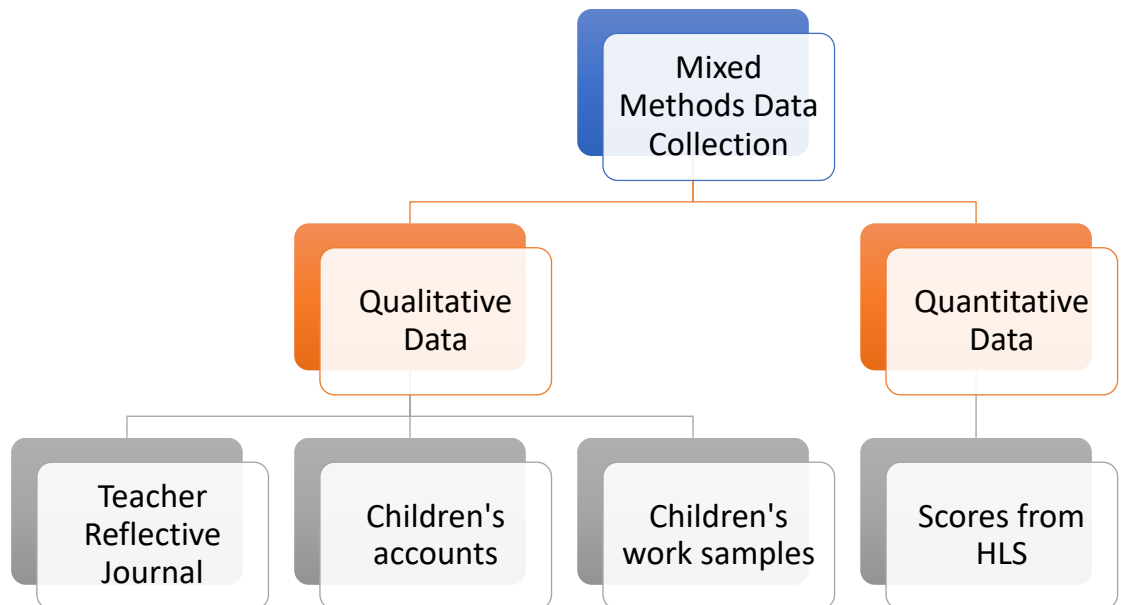 Mixed
Methods Data
Collection
Qualitative
Data
Quantitative
Data
Teacher
Reflective
Journal
Children's
accounts
Children's
work samples
Scores from
HLS